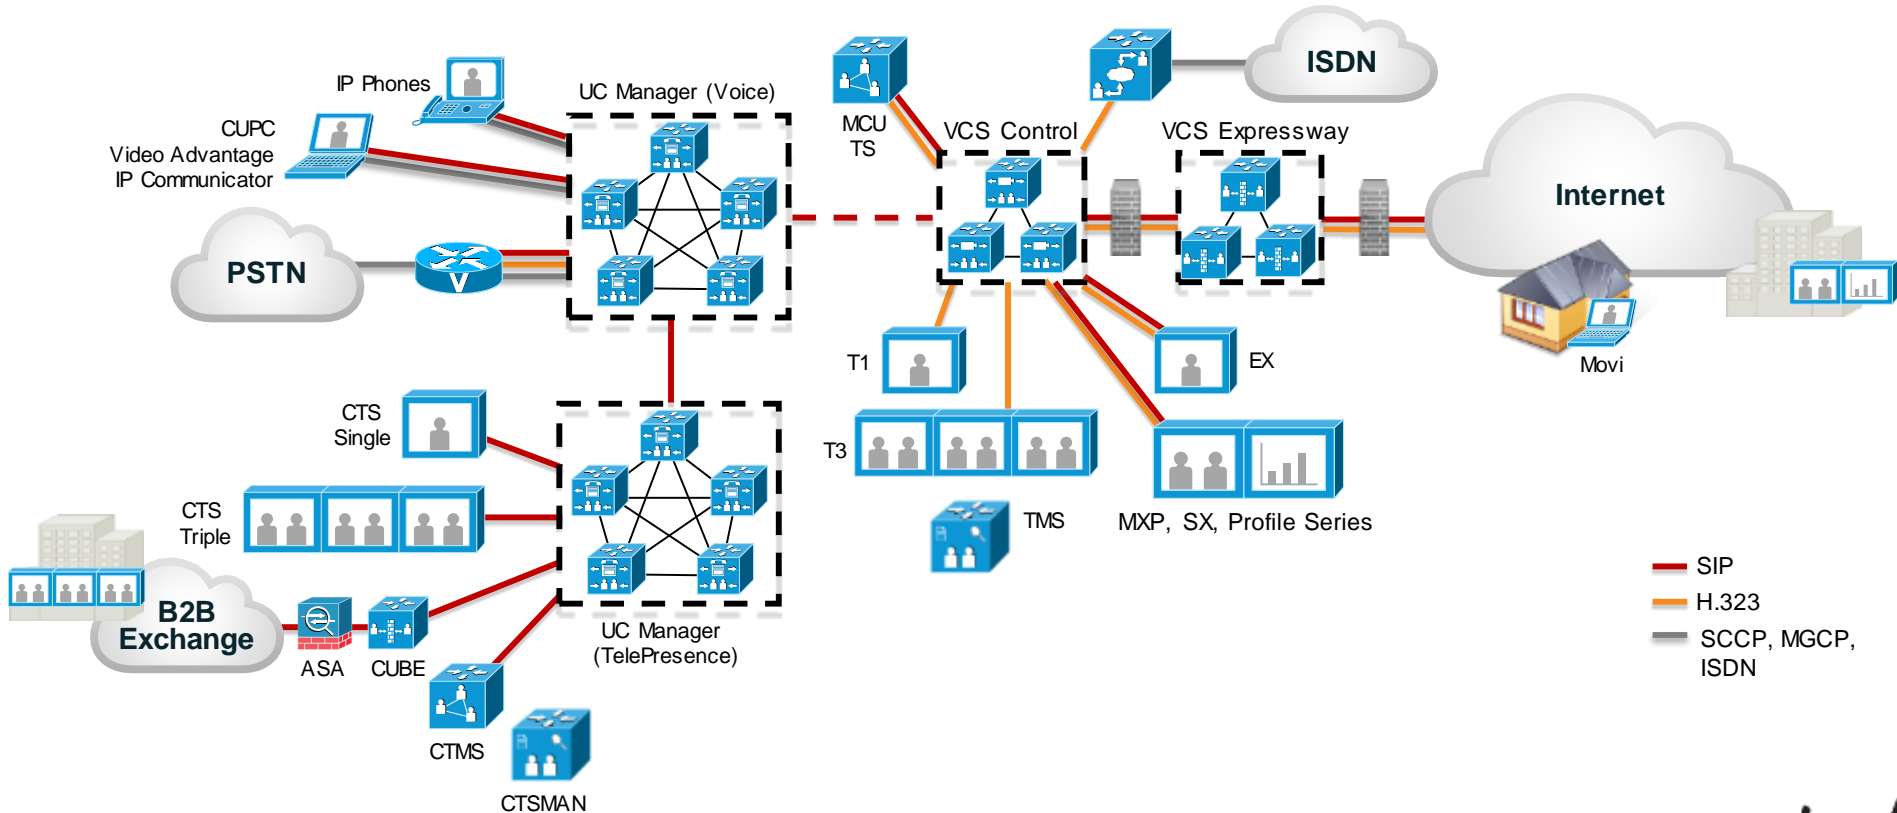 IP Phones
UC Manager (Voice)
CUPC
Video Advantage
IP Communicator
PSTN
V
MCU
TS
VCS Control
VCS Expressway
ISDN
Internet
Movi
T1
EX
T3
TMS
MXP, SX, Profile Series
CTS
Single
CTS
Triple
B2B
Exchange
ASA
CUBE
UC Manager
(TelePresence)
CTMS
CTSMAN
SIP
H.323
SCCP, MGCP,
ISDN